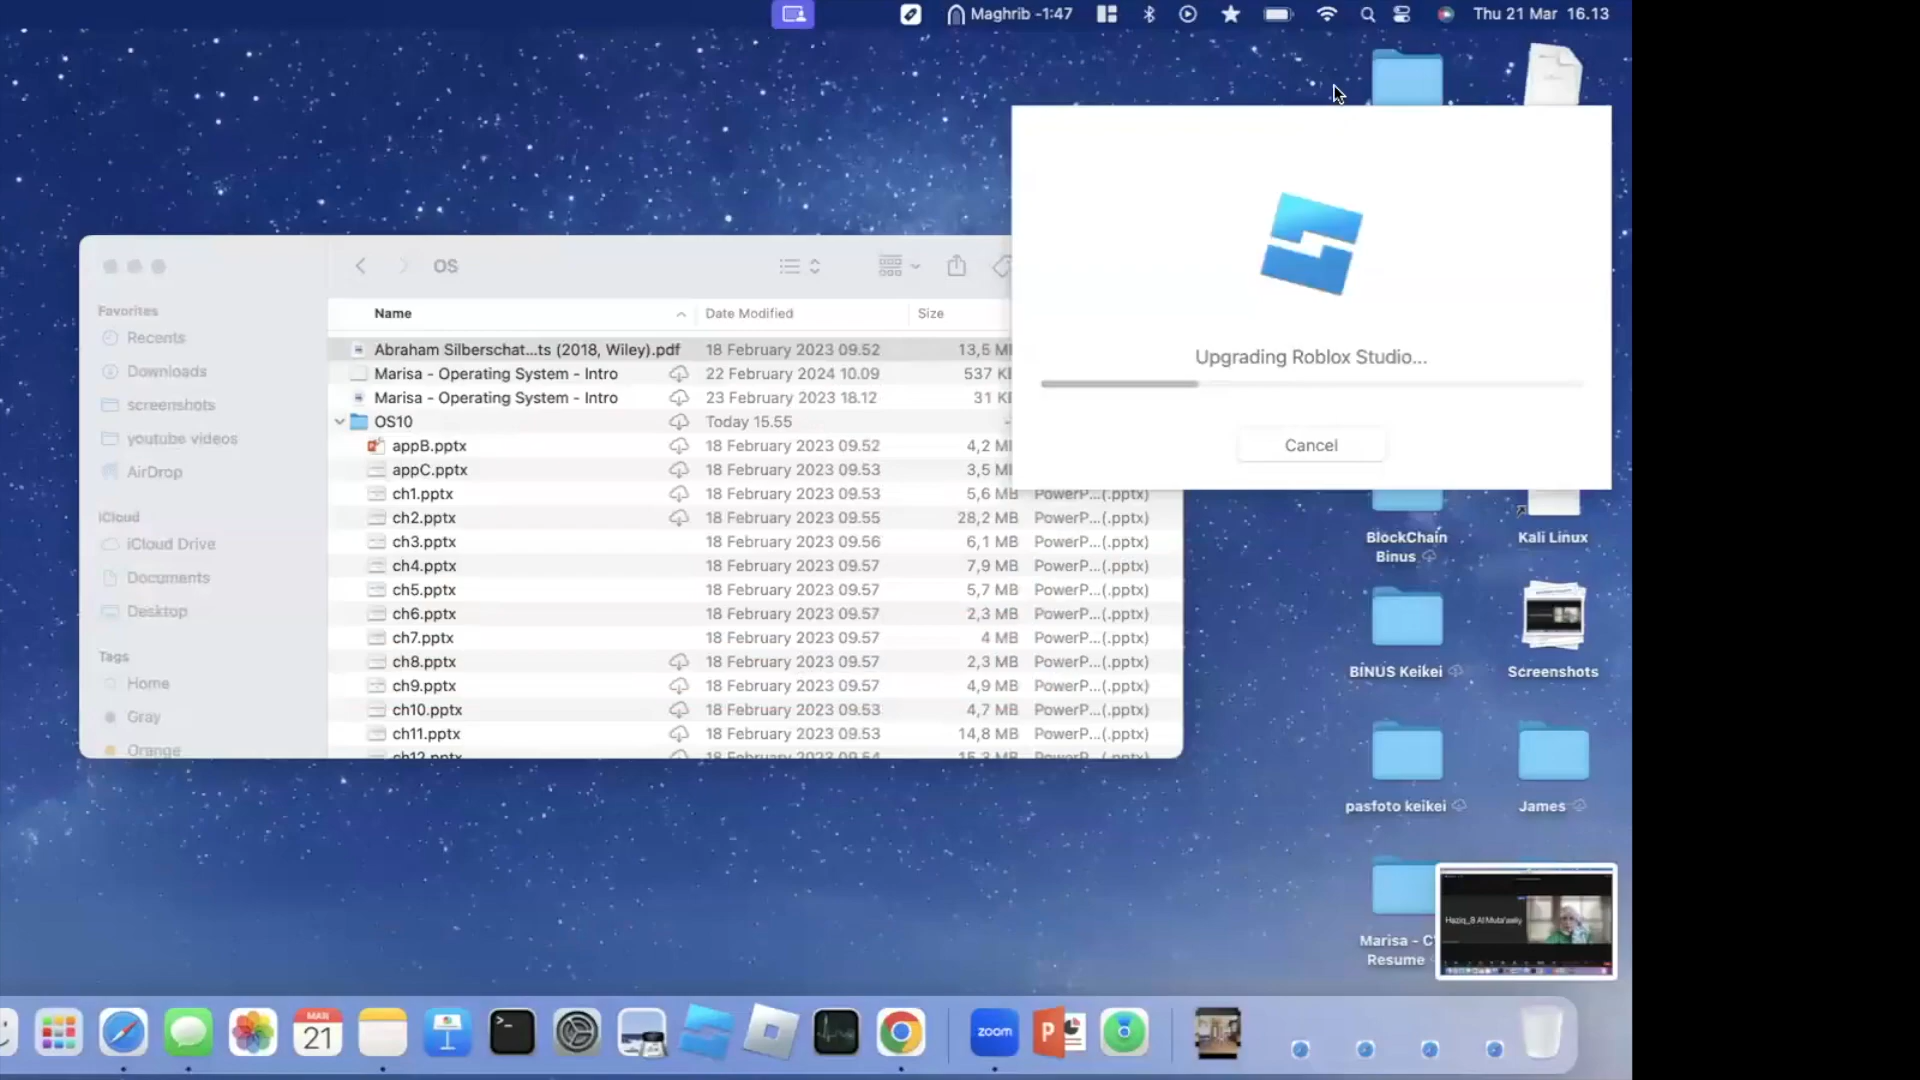 Maghrib -1:47
Thu 21 Mar 16.13
OS
Favorites
Recents
Downloads
screenshots
youtube videos
AirDrop
iCloud
iCloud Drive
Documents
Desktop
Tags
Home
Gray
Orange
Name Date Modified Size
Abraham Silberschat...ts (2018, Wiley).pdf 18 February 2023 09.52 13,5
Marisa - Operating System - Intro 22 February 2024 10.09 537
Marisa - Operating System - Intro 23 February 2023 18.12 31
OS10 Today 15.55
appB.pptx 18 February 2023 09.52 4,2
appC.pptx 18 February 2023 09.53 3,5
ch1.pptx 18 February 2023 09.53 5,6 MB PowerP...(.pptx)
ch2.pptx 18 February 2023 09.55 28,2 MB PowerP...(.pptx)
ch3.pptx 18 February 2023 09.56 6,1 MB PowerP...(.pptx)
ch4.pptx 18 February 2023 09.57 7,9 MB PowerP...(.pptx)
ch5.pptx 18 February 2023 09.57 5,7 MB PowerP...(.pptx)
ch6.pptx 18 February 2023 09.57 2,3 MB PowerP...(.pptx)
ch7.pptx 18 February 2023 09.57 4 MB PowerP...(.pptx)
ch8.pptx 18 February 2023 09.57 2,3 MB PowerP...(.pptx)
ch9.pptx 18 February 2023 09.57 4,9 MB PowerP...(.pptx)
ch10.pptx 18 February 2023 09.53 4,7 MB PowerP...(.pptx)
ch11.pptx 18 February 2023 09.53 14,8 MB PowerP...(.pptx)
ch12.pptx 18 February 2023 09.54 15,3 MB PowerP...(.pptx)
Upgrading Roblox Studio...
Cancel
BlockChain
Binus
Kali Linux
BINUS Keikei
Screenshots
pasfoto keikei
James
Marisa - C
Resume
Haziq_B Al Muta'awily
MAR
21
zoom
P